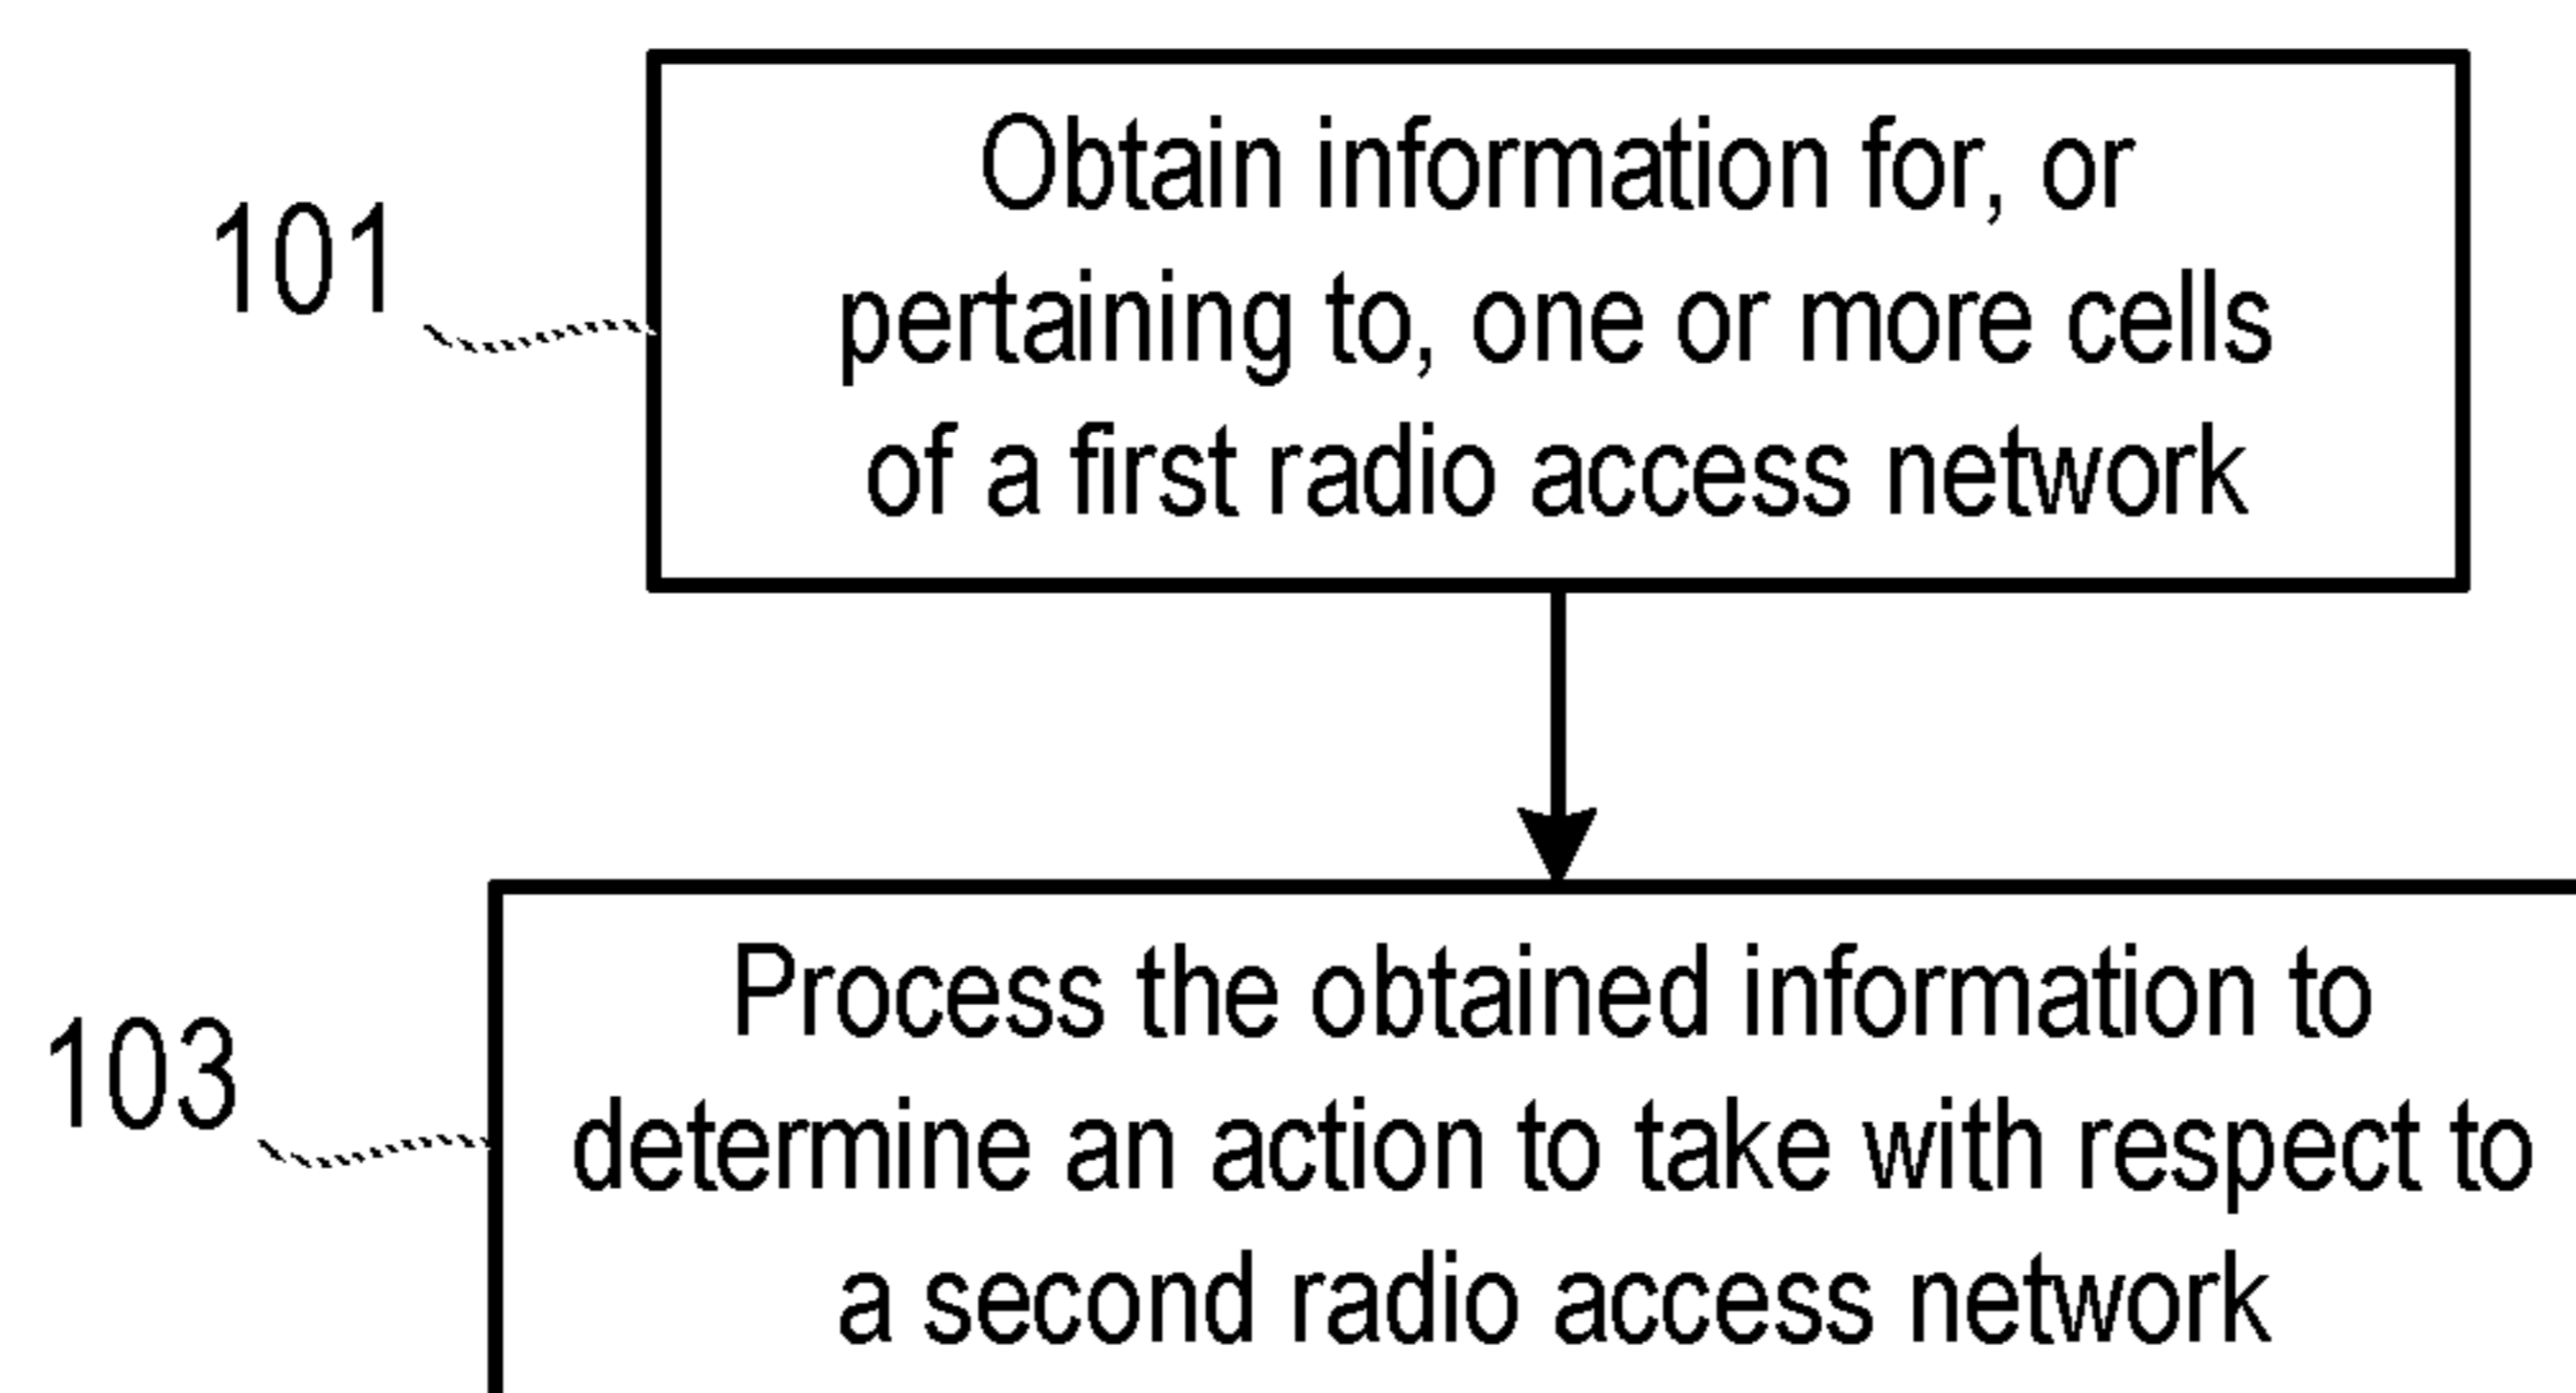 101
Obtain information for, or
pertaining to, one or more cells
of a first radio access network
103
Process the obtained information to
determine an action to take with respect to
a second radio access network